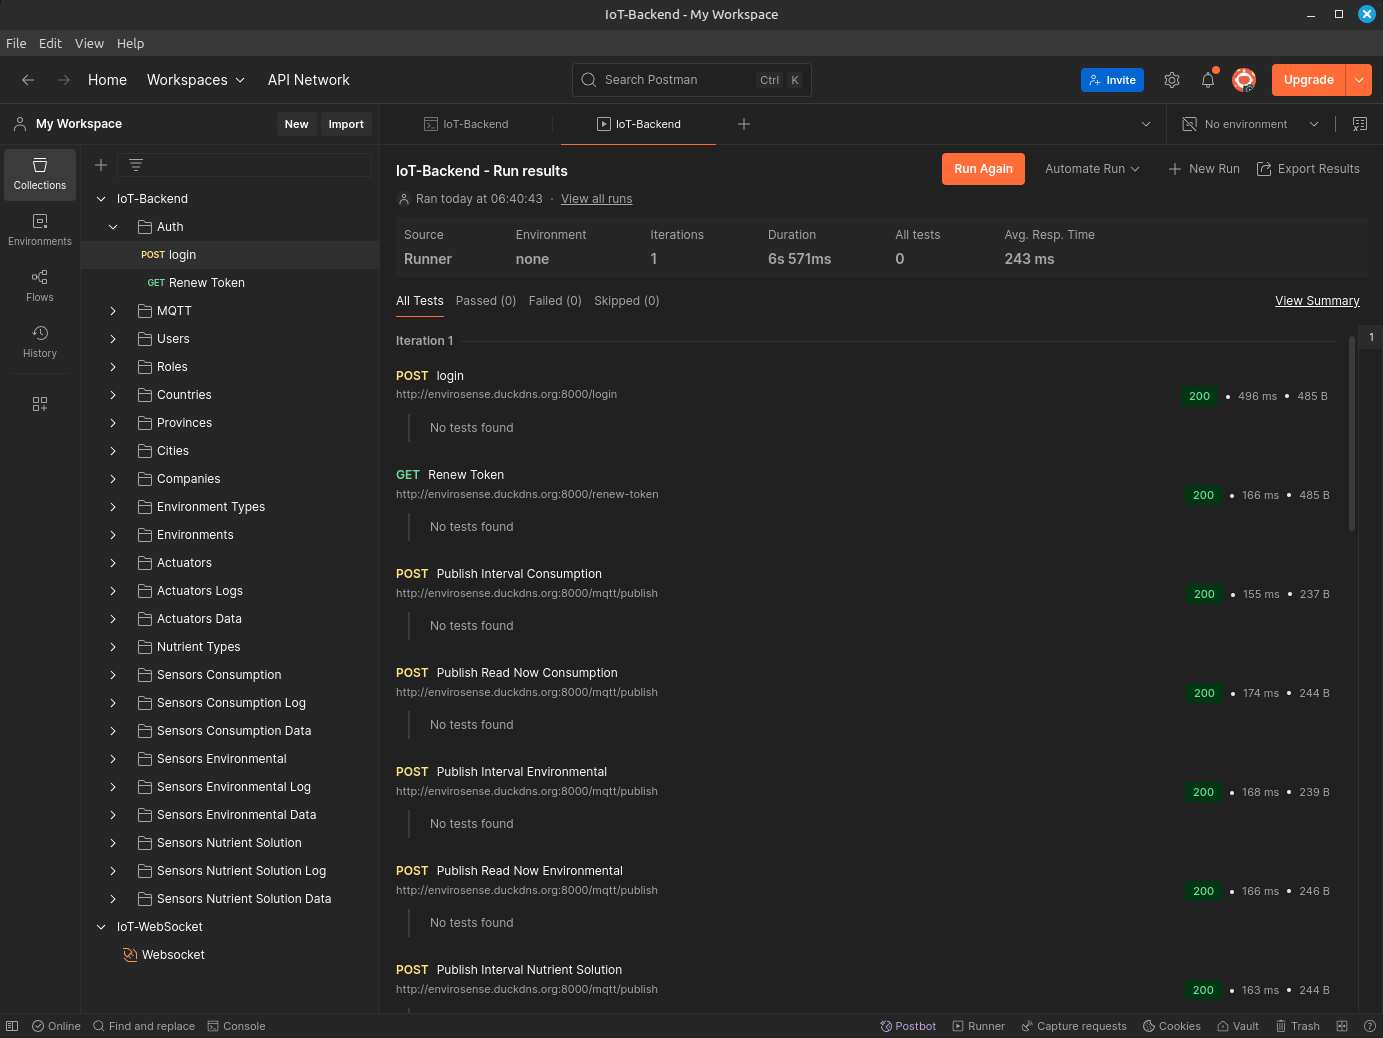 IoT-Backend - My Workspace
File Edit View Help
Home Workspaces API Network
Search Postman Ctrl K
Invite
Upgrade
My Workspace New Import
IoT-Backend
IoT-Backend
No environment
Collections
Environments
Flows
History
IoT-Backend
Auth
POST login
GET Renew Token
MQTT
Users
Roles
Countries
Provinces
Cities
Companies
Environment Types
Environments
Actuators
Actuators Logs
Actuators Data
Nutrient Types
Sensors Consumption
Sensors Consumption Log
Sensors Consumption Data
Sensors Environmental
Sensors Environmental Log
Sensors Environmental Data
Sensors Nutrient Solution
Sensors Nutrient Solution Log
Sensors Nutrient Solution Data
IoT-WebSocket
Websocket
IoT-Backend - Run results
Run Again Automate Run New Run Export Results
Ran today at 06:40:43 · View all runs
Source Environment Iterations Duration All tests Avg. Resp. Time
Runner none 1 6s 571ms 0 243 ms
All Tests Passed (0) Failed (0) Skipped (0) View Summary
Iteration 1
1
POST login
http://envirosense.duckdns.org:8000/login
200 • 496 ms • 485 B
No tests found
GET Renew Token
http://envirosense.duckdns.org:8000/renew-token
200 • 166 ms • 485 B
No tests found
POST Publish Interval Consumption
http://envirosense.duckdns.org:8000/mqtt/publish
200 • 155 ms • 237 B
No tests found
POST Publish Read Now Consumption
http://envirosense.duckdns.org:8000/mqtt/publish
200 • 174 ms • 244 B
No tests found
POST Publish Interval Environmental
http://envirosense.duckdns.org:8000/mqtt/publish
200 • 168 ms • 239 B
No tests found
POST Publish Read Now Environmental
http://envirosense.duckdns.org:8000/mqtt/publish
200 • 166 ms • 246 B
No tests found
POST Publish Interval Nutrient Solution
http://envirosense.duckdns.org:8000/mqtt/publish
200 • 163 ms • 244 B
Online Find and replace Console Postbot Runner Capture requests Cookies Vault Trash